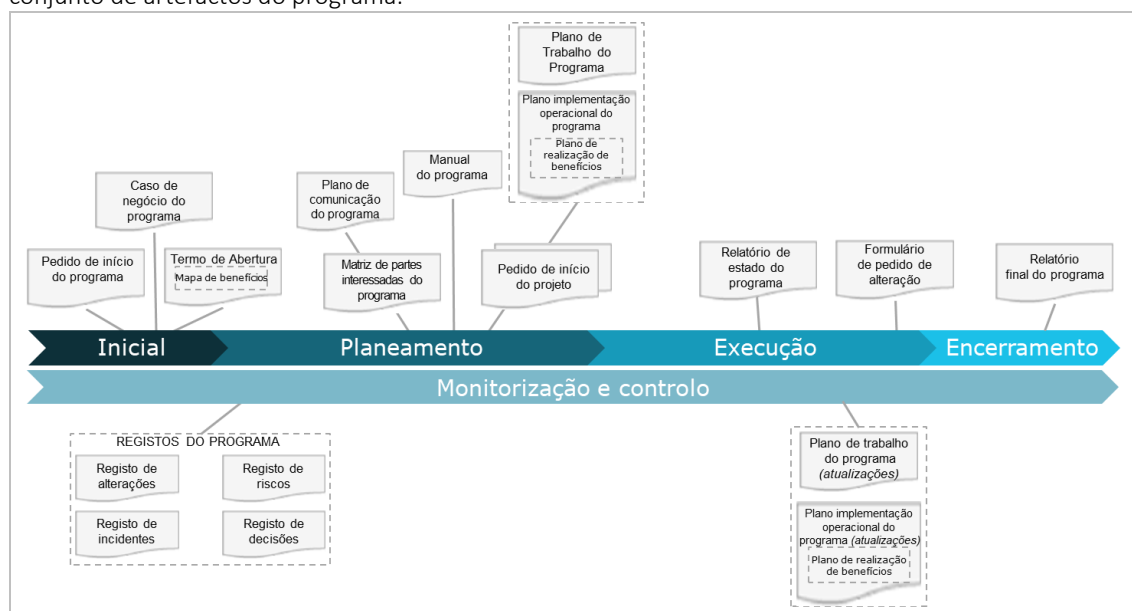 conjunto de artefactos do programa.
Plano de
Trabalho do
Programa
Plano implementação
operacional do
programa
Plano de
realização de
benefícios
Manual
do programa
Caso de
negócio do
programa
Plano de
comunicação
do programa
Pedido de início
do programa
Termo de Abertura
Mapa de benefícios
Matriz de partes
interessadas do
programa
Pedido de início
do projeto
Relatório de
estado do
programa
Formulário
de pedido de
alteração
Relatório
final do programa
Inicial
Planeamento
Execução
Encerramento
Monitorização e controlo
REGISTOS DO PROGRAMA
Registo de
alterações
Registo de
riscos
Registo de
incidentes
Registo de
decisões
Plano de trabalho
do programa
(atualizações)
Plano implementação
operacional do
programa (atualizações)
Plano de realização
de benefícios